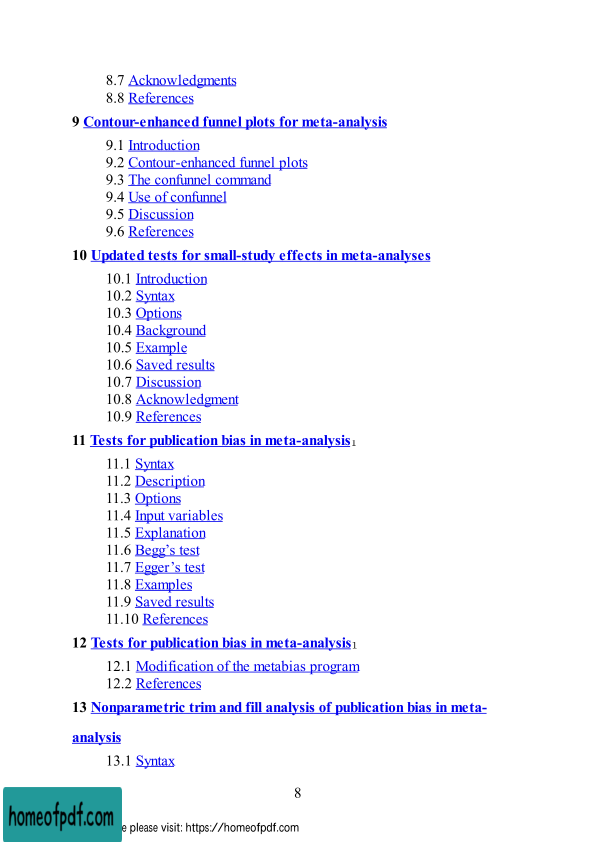 8.7 Acknowledgments
8.8 References
9 Contour-enhanced funnel plots for meta-analysis
9.1 Introduction
9.2 Contour-enhanced funnel plots
9.3 The confunnel command
9.4 Use of confunnel
9.5 Discussion
9.6 References
10 Updated tests for small-study effects in meta-analyses
10.1 Introduction
10.2 Syntax
10.3 Options
10.4 Background
10.5 Example
10.6 Saved results
10.7 Discussion
10.8 Acknowledgment
10.9 References
11 Tests for publication bias in meta-analysis1
11.1 Syntax
11.2 Description
11.3 Options
11.4 Input variables
11.5 Explanation
11.6 Begg’s test
11.7 Egger’s test
11.8 Examples
11.9 Saved results
11.10 References
12 Tests for publication bias in meta-analysis1
12.1 Modification of the metabias program
12.2 References
13 Nonparametric trim and fill analysis of publication bias in meta-
analysis
13.1 Syntax
8
homeofpdf.com
e please visit: https://homeofpdf.com